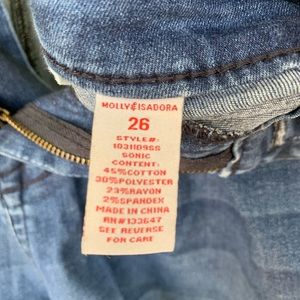 MOLLY&ISADORA
26
STYLE#:
10311D9SS
SONIC
CONTENT:
45%COTTON
30%POLYESTER
23%RAYON
2%SPANDEX
MADE IN CHINA
RN#133647
SEE REVERSE
FOR CARE